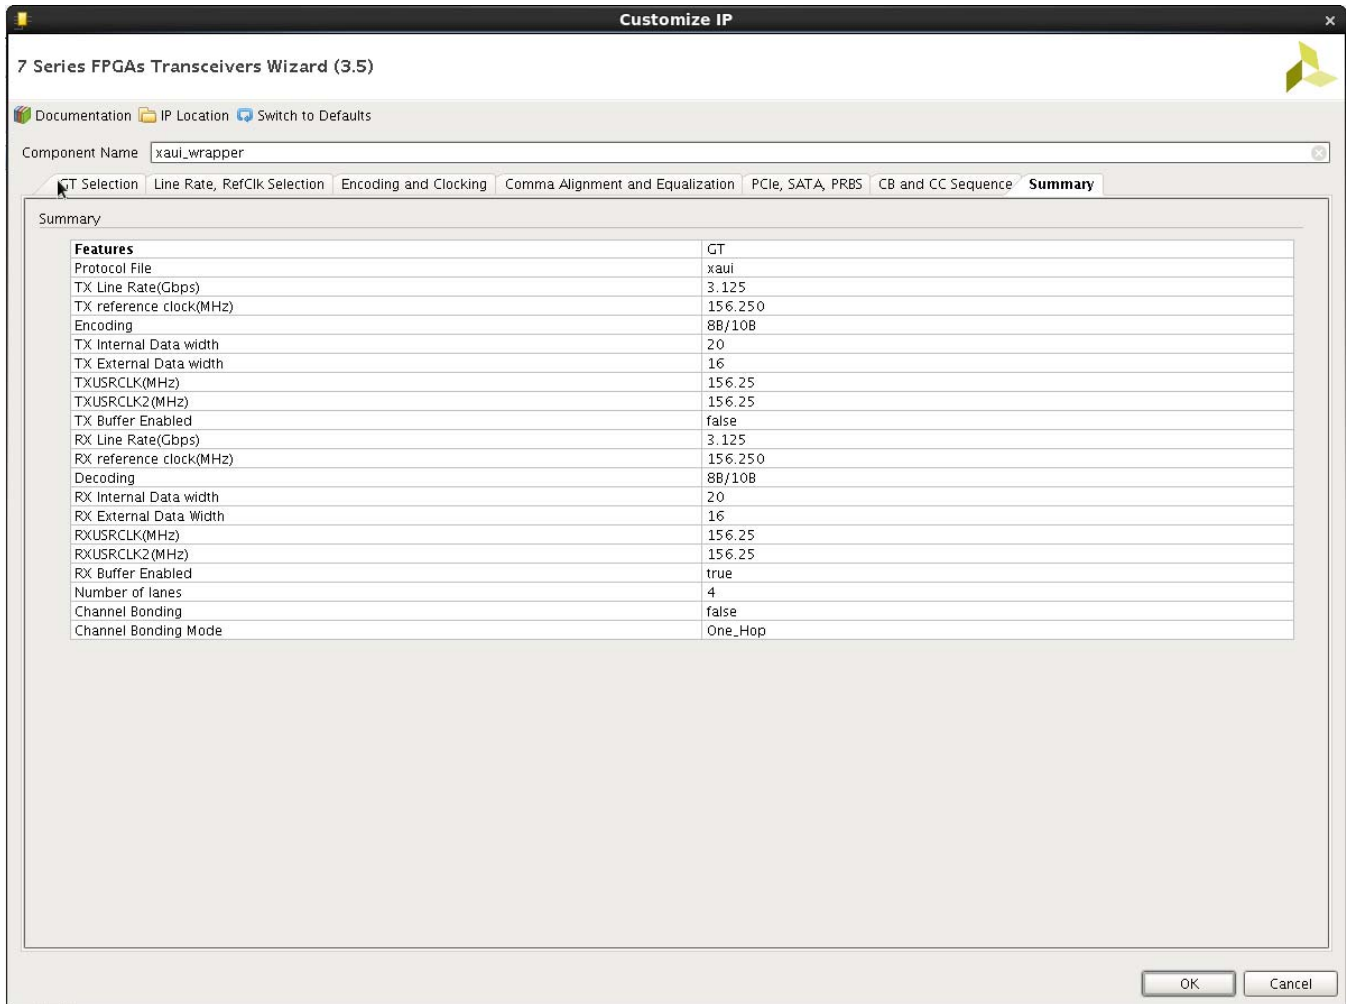 Customize IP
7 Series FPGAs Transceivers Wizard (3.5)
Documentation IP Location Switch to Defaults
Component Name xaui_wrapper
GT Selection Line Rate, RefClk Selection Encoding and Clocking Comma Alignment and Equalization PCIe, SATA, PRBS CB and CC Sequence Summary
Summary
Features GT
Protocol File xaui
TX Line Rate(Gbps) 3.125
TX reference clock(MHz) 156.250
Encoding 8B/10B
TX Internal Data width 20
TX External Data width 16
TXUSRCLK(MHz) 156.25
TXUSRCLK2(MHz) 156.25
TX Buffer Enabled false
RX Line Rate(Gbps) 3.125
RX reference clock(MHz) 156.250
Decoding 8B/10B
RX Internal Data width 20
RX External Data Width 16
RXUSRCLK(MHz) 156.25
RXUSRCLK2(MHz) 156.25
RX Buffer Enabled true
Number of lanes 4
Channel Bonding false
Channel Bonding Mode One_Hop
OK Cancel